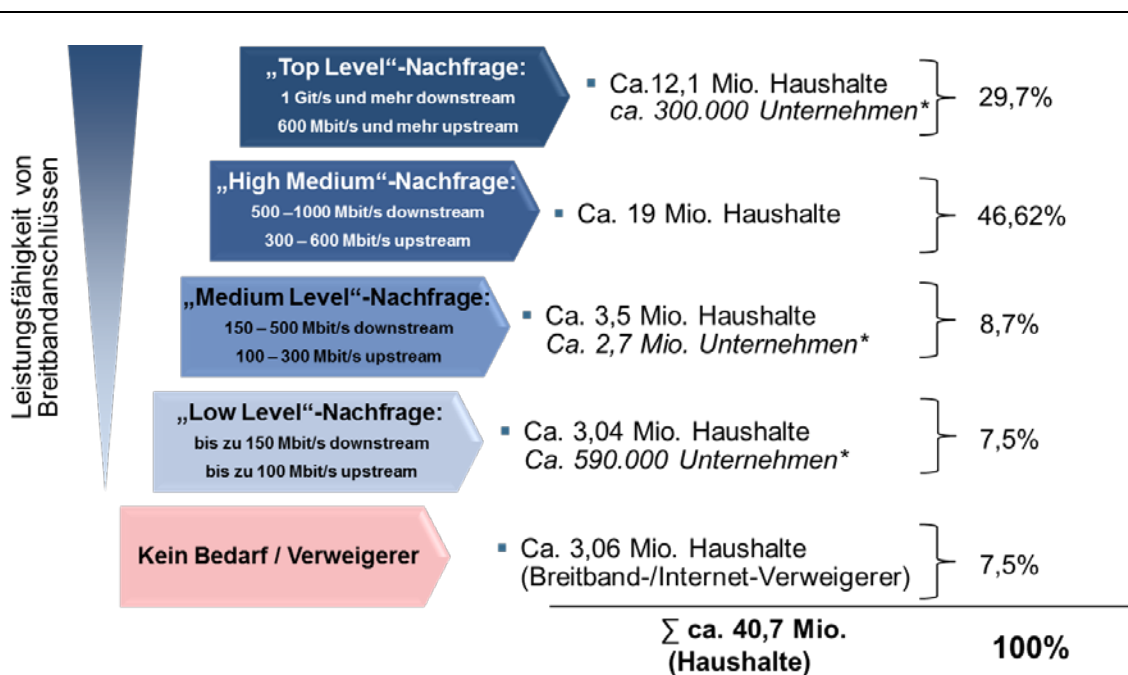 Leistungsfähigkeit von
Breitbandanschlüssen
„Top Level“-Nachfrage:
1 Git/s und mehr downstream
600 Mbit/s und mehr upstream
▪ Ca.12,1 Mio. Haushalte
ca. 300.000 Unternehmen*
29,7%
„High Medium“-Nachfrage:
500 –1000 Mbit/s downstream
300 – 600 Mbit/s upstream
▪ Ca. 19 Mio. Haushalte
46,62%
„Medium Level“-Nachfrage:
150 – 500 Mbit/s downstream
100 – 300 Mbit/s upstream
▪ Ca. 3,5 Mio. Haushalte
Ca. 2,7 Mio. Unternehmen*
8,7%
„Low Level“-Nachfrage:
bis zu 150 Mbit/s downstream
bis zu 100 Mbit/s upstream
▪ Ca. 3,04 Mio. Haushalte
Ca. 590.000 Unternehmen*
7,5%
Kein Bedarf / Verweigerer
▪ Ca. 3,06 Mio. Haushalte
(Breitband-/Internet-Verweigerer)
7,5%
∑ ca. 40,7 Mio.
(Haushalte)
100%